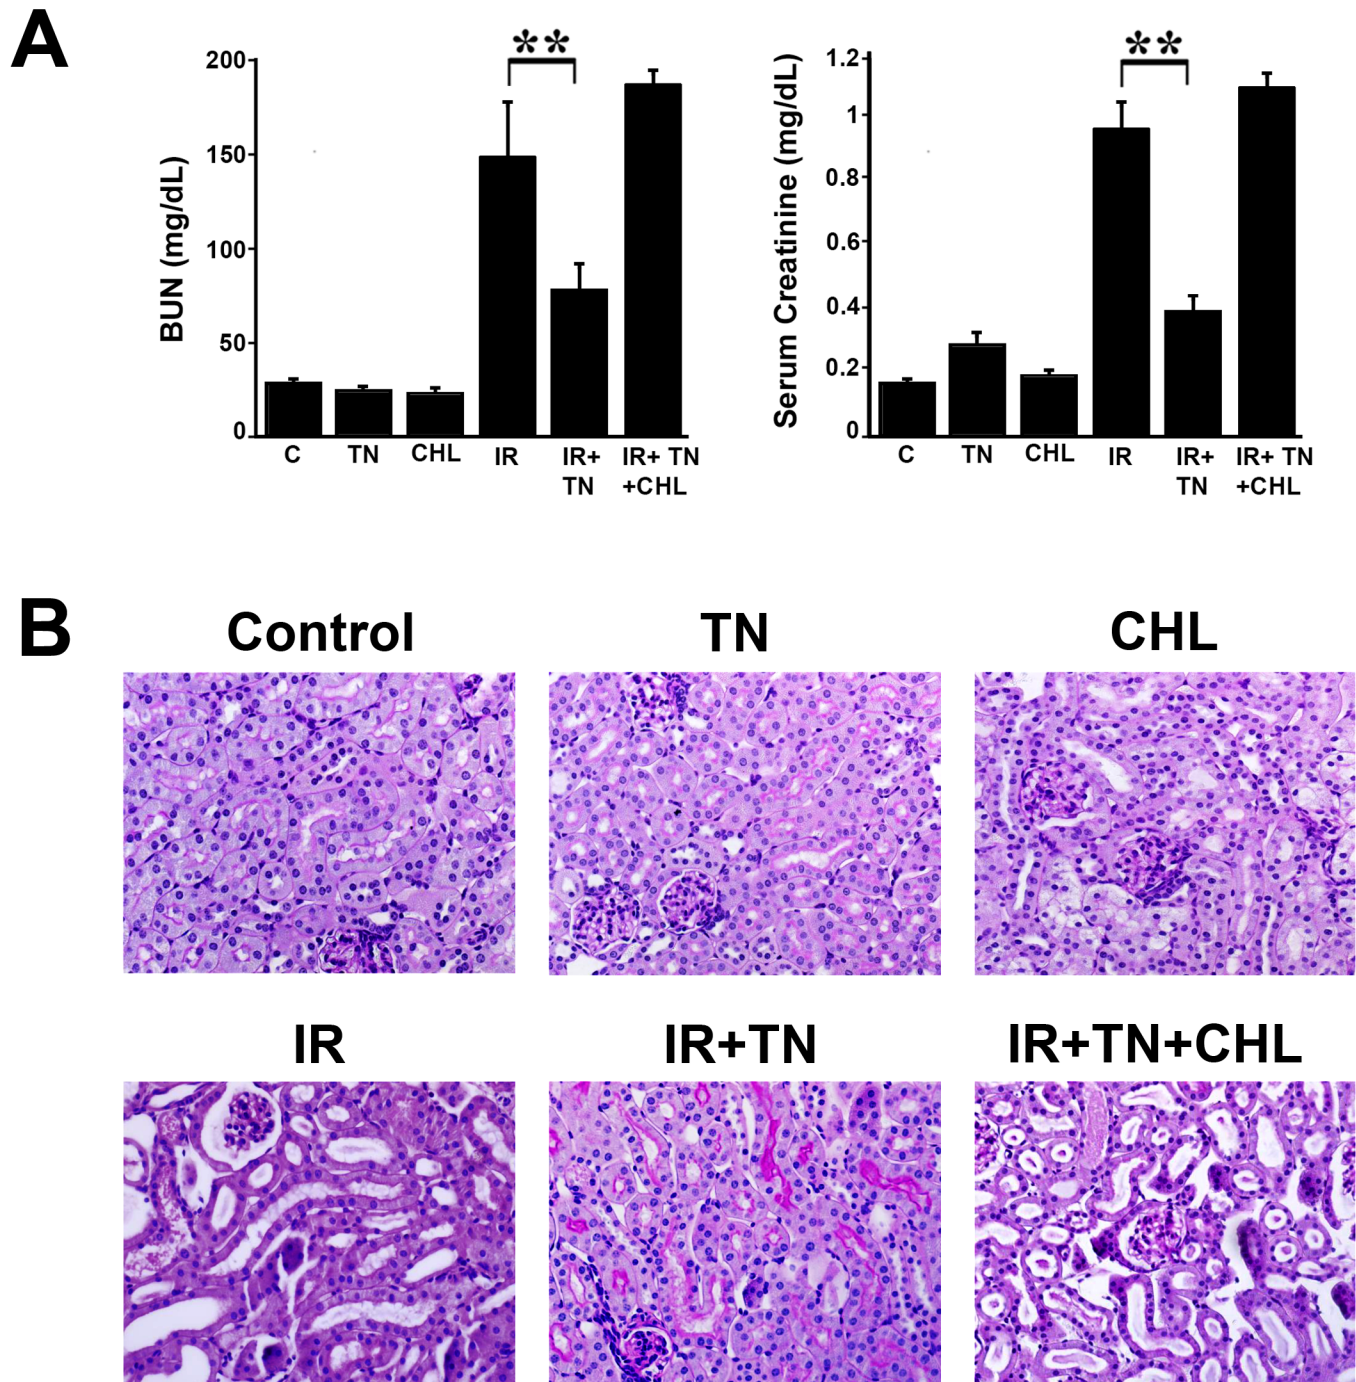 A
**
BUN (mg/dL)
200
150
100
50
0
C
TN
CHL
IR
IR+
TN
IR+ TN
+CHL
**
Serum Creatinine (mg/dL)
1.2
1
0.8
0.6
0.4
0.2
0
C
TN
CHL
IR
IR+
TN
IR+ TN
+CHL
B
Control
TN
CHL
IR
IR+TN
IR+TN+CHL